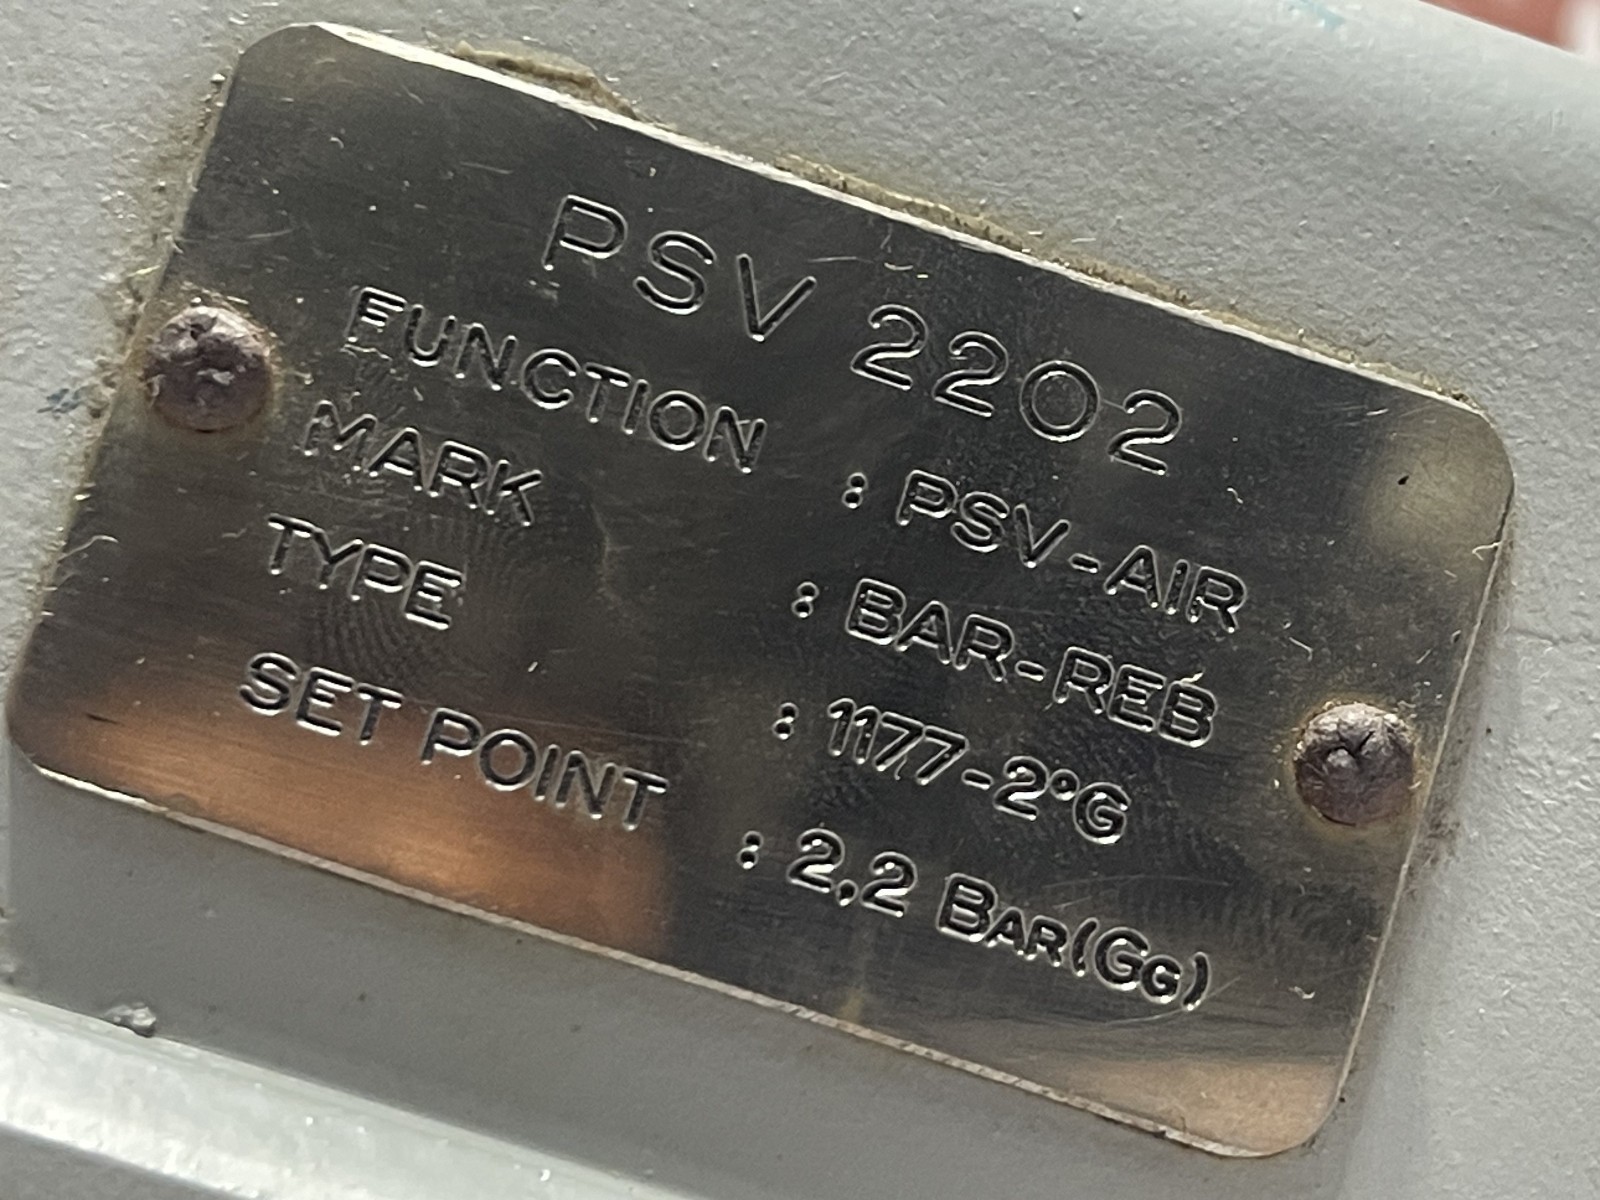 PSV 2202
FUNCTION : PSV-AIR
MARK : BAR-REB
TYPE : 1177-2°G
SET POINT : 2,2 BAR(GG)